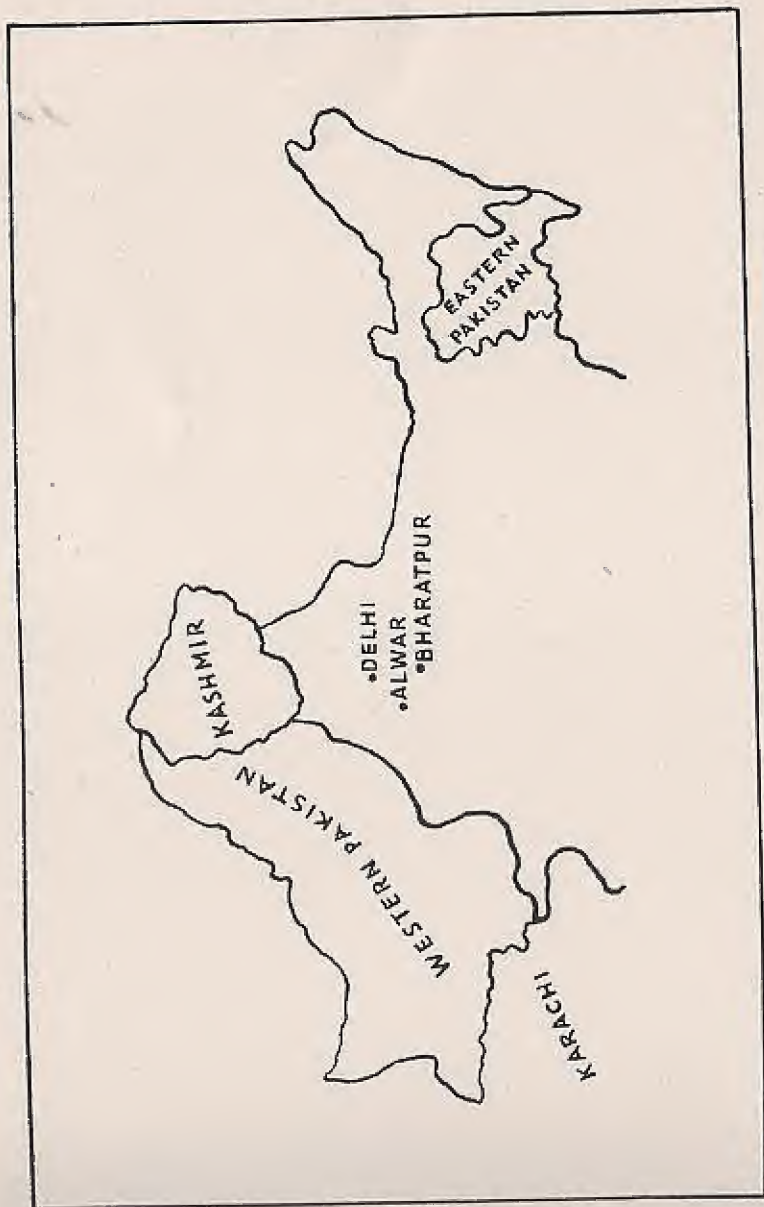 KASHMIR
WESTERN PAKISTAN
•DELHI
•ALWAR
•BHARATPUR
EASTERN
PAKISTAN
KARACHI